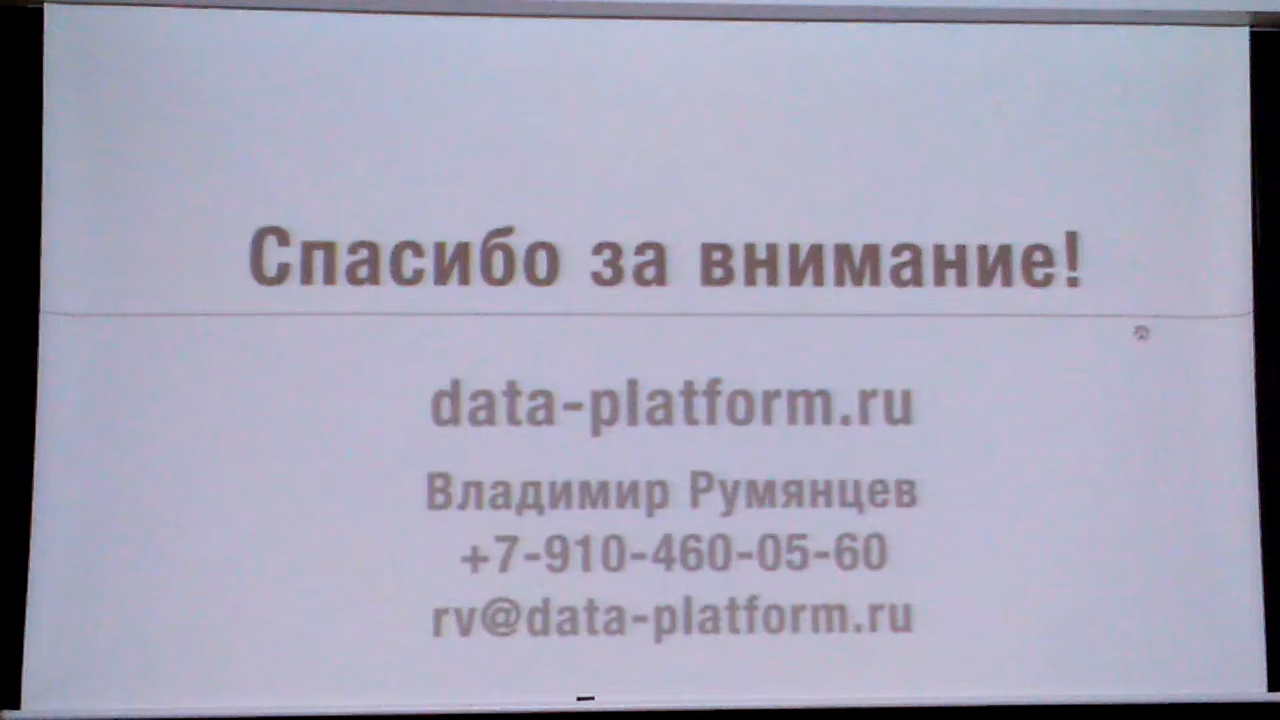 Спасибо за внимание!
data-platform.ru
Владимир Румянцев
+7-910-460-05-60
rv@data-platform.ru